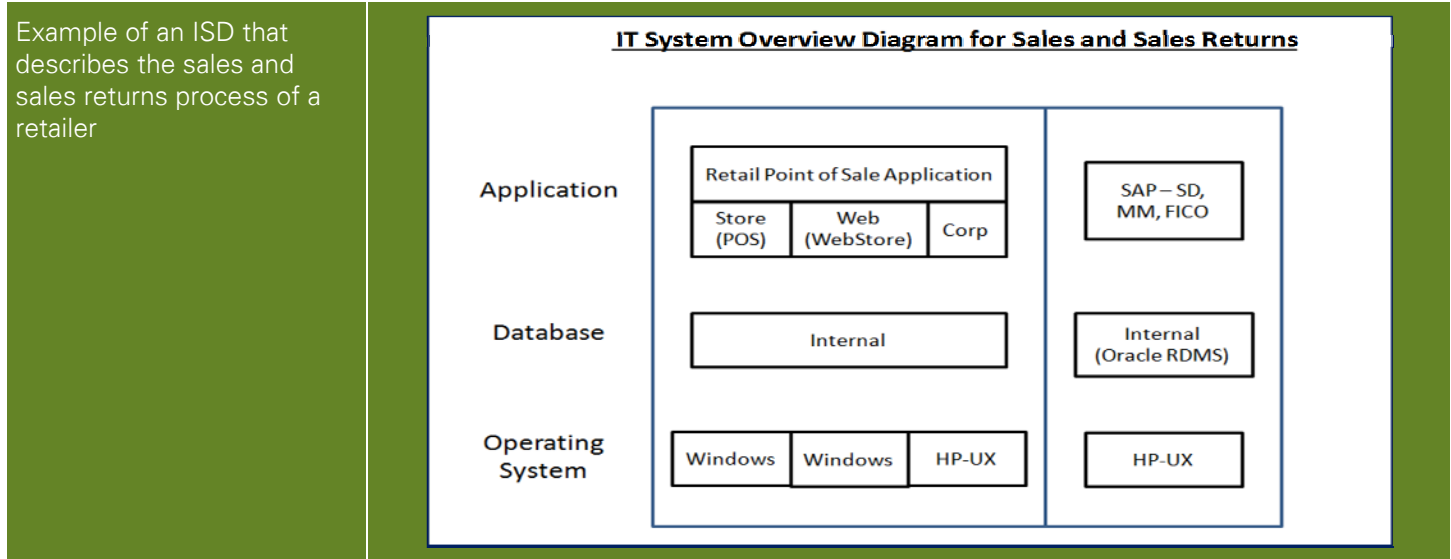 Example of an ISD that
describes the sales and
sales returns process of a
retailer
IT System Overview Diagram for Sales and Sales Returns
Application
Retail Point of Sale Application
Store
(POS)
Web
(WebStore)
Corp
SAP – SD,
MM, FICO
Database
Internal
Internal
(Oracle RDMS)
Operating
System
Windows
Windows
HP-UX
HP-UX